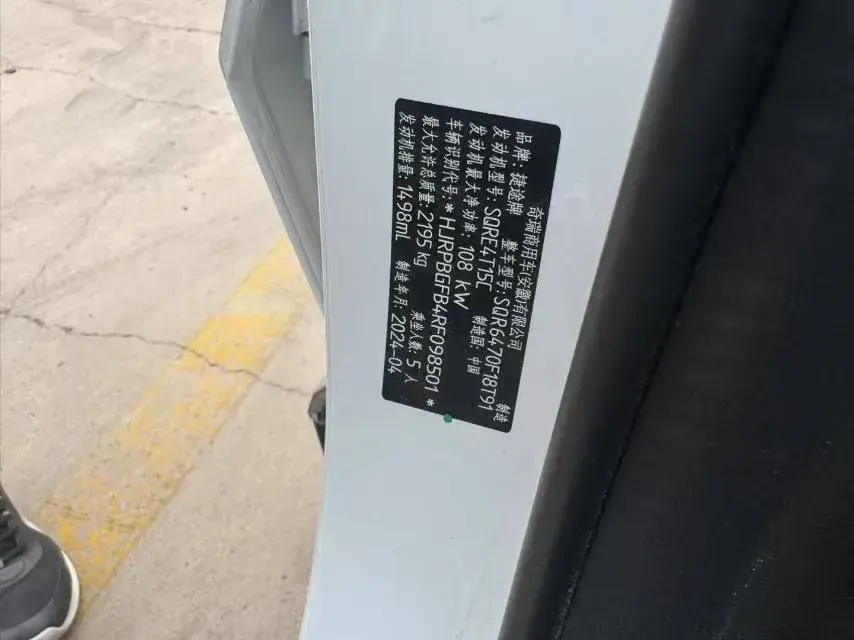 奇瑞商用车(安徽)有限公司 制造
品牌: 捷途牌 整车型号: SQR6470F18T91
发动机型号: SQRE4T15C 制造国: 中国
发动机最大净功率: 108 kW
车辆识别代号: * HJRPBGFB4RF098501 *
最大允许总质量: 2195 kg 乘坐人数: 5 人
发动机排量: 1498mL 制造年月: 2024-04